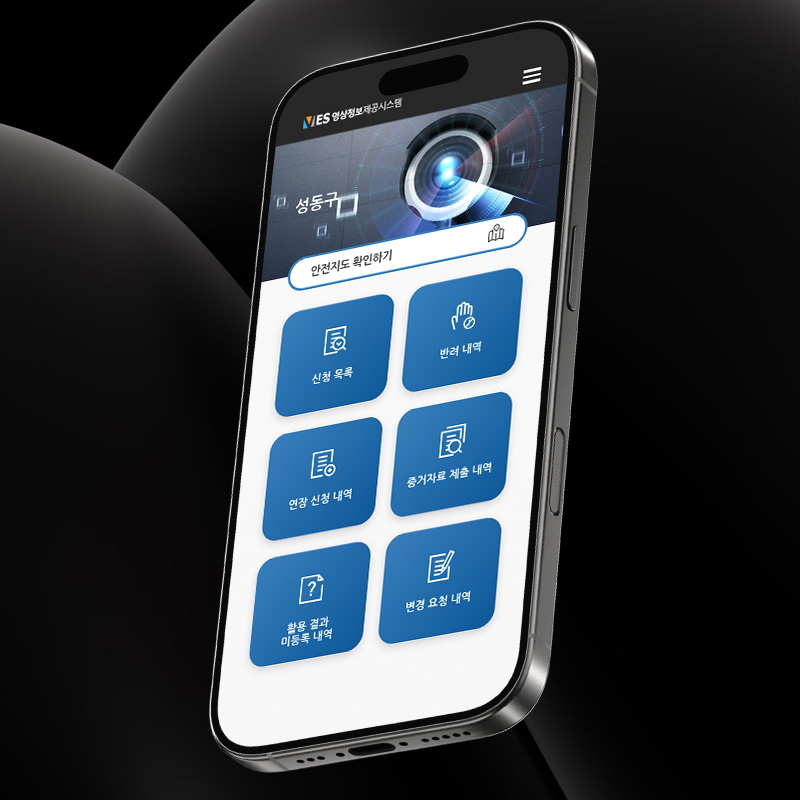 VES 영상정보제공시스템
성동구
안전지도 확인하기
신청 목록
반려 내역
연장 신청 내역
증거자료 제출 내역
활용 결과
미등록 내역
변경 요청 내역